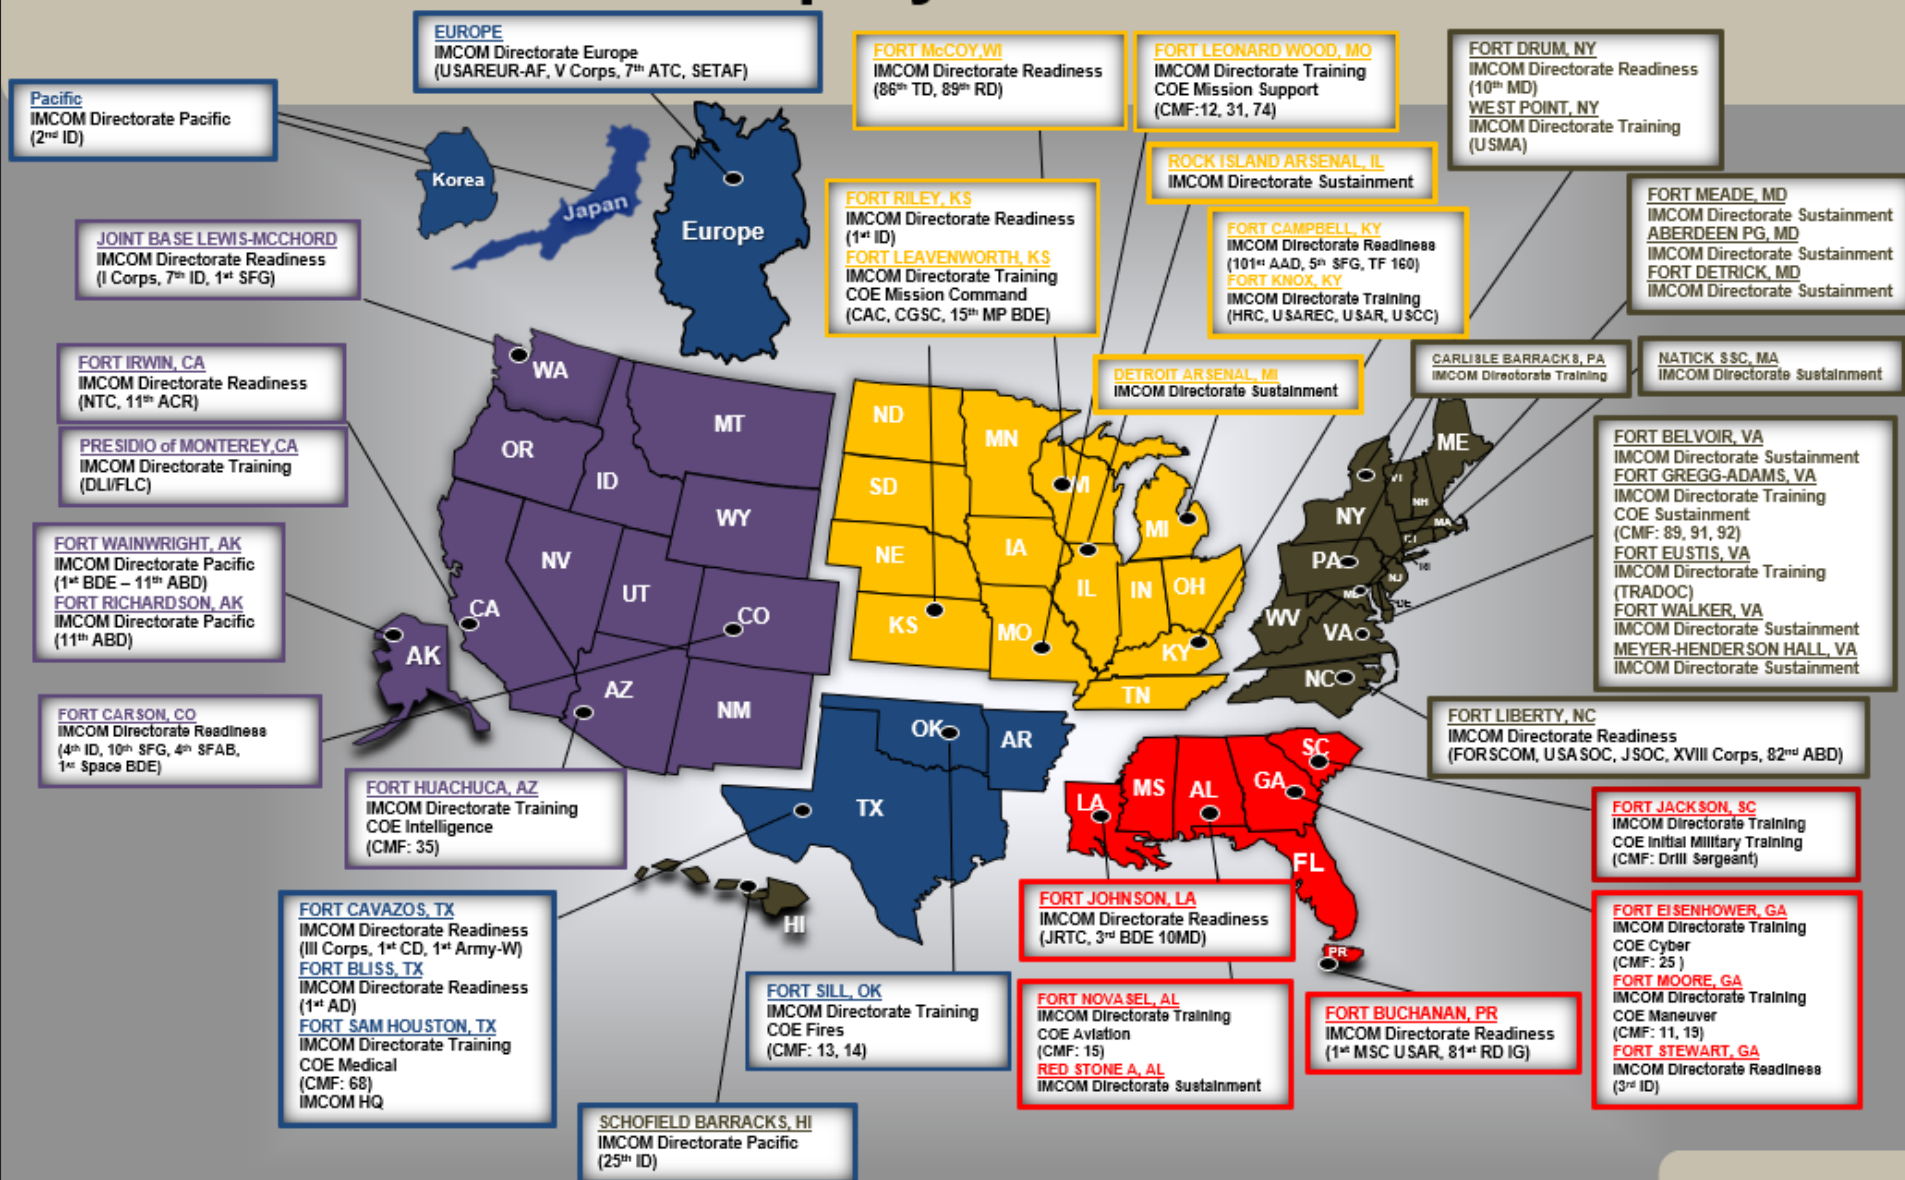 EUROPE
IMCOM Directorate Europe
(USAREUR-AF, V Corps, 7th ATC, SETAF)
Pacific
IMCOM Directorate Pacific
(2nd ID)
FORT McCOY,WI
IMCOM Directorate Readiness
(86th TD, 89th RD)
FORT LEONARD WOOD, MO
IMCOM Directorate Training
COE Mission Support
(CMF:12, 31, 74)
FORT DRUM, NY
IMCOM Directorate Readiness
(10th MD)
WEST POINT, NY
IMCOM Directorate Training
(USMA)
ROCK ISLAND ARSENAL, IL
IMCOM Directorate Sustainment
Korea
Japan
Europe
FORT RILEY, KS
IMCOM Directorate Readiness
(1st ID)
FORT LEAVENWORTH, KS
IMCOM Directorate Training
COE Mission Command
(CAC, CGSC, 15th MP BDE)
FORT CAMPBELL, KY
IMCOM Directorate Readiness
(101st AAD, 5th SFG, TF 160)
FORT KNOX, KY
IMCOM Directorate Training
(HRC, USAREC, USAR, USCC)
FORT MEADE, MD
IMCOM Directorate Sustainment
ABERDEEN PG, MD
IMCOM Directorate Sustainment
FORT DETRICK, MD
IMCOM Directorate Sustainment
JOINT BASE LEWIS-MCCHORD
IMCOM Directorate Readiness
(I Corps, 7th ID, 1st SFG)
FORT IRWIN, CA
IMCOM Directorate Readiness
(NTC, 11th ACR)
DETROIT ARSENAL, MI
IMCOM Directorate Sustainment
CARLISLE BARRACKS, PA
IMCOM Directorate Training
NATICK SSC, MA
IMCOM Directorate Sustainment
PRESIDIO of MONTEREY,CA
IMCOM Directorate Training
(DLI/FLC)
FORT WAINWRIGHT, AK
IMCOM Directorate Pacific
(1st BDE – 11th ABD)
FORT RICHARDSON, AK
IMCOM Directorate Pacific
(11th ABD)
FORT BELVOIR, VA
IMCOM Directorate Sustainment
FORT GREGG-ADAMS, VA
IMCOM Directorate Training
COE Sustainment
(CMF: 89, 91, 92)
FORT EUSTIS, VA
IMCOM Directorate Training
(TRADOC)
FORT WALKER, VA
IMCOM Directorate Sustainment
MEYER-HENDERSON HALL, VA
IMCOM Directorate Sustainment
WA
MT
OR
ID
WY
NV
UT
CO
CA
AK
AZ
NM
ND
MN
SD
MI
IA
NE
IL
IN
OH
KS
MO
KY
TN
ME
NH
NY
MA
PA
NJ
WV
VA
NC
OK
AR
TX
HI
LA
MS
AL
GA
SC
FL
PR
FORT CARSON, CO
IMCOM Directorate Readiness
(4th ID, 10th SFG, 4th SFAB,
1st Space BDE)
FORT HUACHUCA, AZ
IMCOM Directorate Training
COE Intelligence
(CMF: 35)
FORT LIBERTY, NC
IMCOM Directorate Readiness
(FORSCOM, USASOC, JSOC, XVIII Corps, 82nd ABD)
FORT JACKSON, SC
IMCOM Directorate Training
COE Initial Military Training
(CMF: Drill Sergeant)
FORT CAVAZOS, TX
IMCOM Directorate Readiness
(III Corps, 1st CD, 1st Army-W)
FORT BLISS, TX
IMCOM Directorate Readiness
(1st AD)
FORT SAM HOUSTON, TX
IMCOM Directorate Training
COE Medical
(CMF: 68)
IMCOM HQ
FORT JOHNSON, LA
IMCOM Directorate Readiness
(JRTC, 3rd BDE 10MD)
FORT EISENHOWER, GA
IMCOM Directorate Training
COE Cyber
(CMF: 25 )
FORT MOORE, GA
IMCOM Directorate Training
COE Maneuver
(CMF: 11, 19)
FORT STEWART, GA
IMCOM Directorate Readiness
(3rd ID)
FORT SILL, OK
IMCOM Directorate Training
COE Fires
(CMF: 13, 14)
FORT NOVASEL, AL
IMCOM Directorate Training
COE Aviation
(CMF: 15)
RED STONE A, AL
IMCOM Directorate Sustainment
FORT BUCHANAN, PR
IMCOM Directorate Readiness
(1st MSC USAR, 81st RD IG)
SCHOFIELD BARRACKS, HI
IMCOM Directorate Pacific
(25th ID)